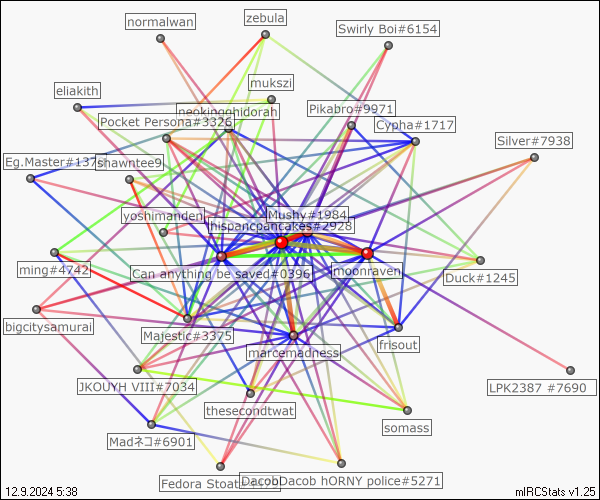 zebula
normalwan
Swirly Boi#6154
mukszi
eliakith
neokingghidorah
Pikabro#9971
Pocket Persona#3326
Cypha#1717
Silver#7938
Eg.Master#137
shawntee9
yoshimanden
Mushy#1984
hispancpancakes#2928
ming#4742
Can anything be saved#0396
moonraven
Duck#1245
bigcitysamurai
Majestic#3375
marcemadness
frisout
JKOUYH VIII#7034
LPK2387 #7690
thesecondtwat
somass
Madネコ#6901
Fedora Stoat
DacobDacob hORNY police#5271
12.9.2024 5:38
mIRCStats v1.25